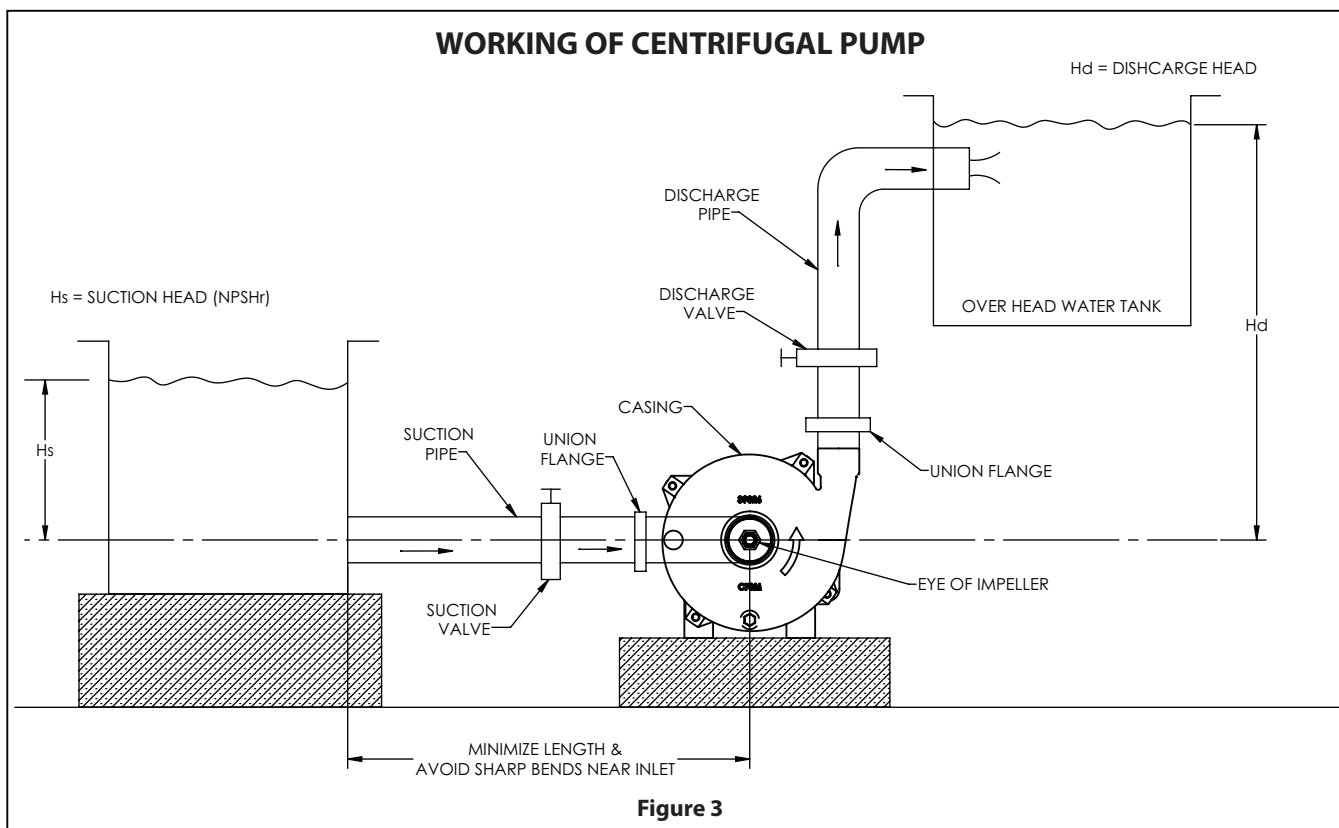 WORKING OF CENTRIFUGAL PUMP
Hd = DISHCARGE HEAD
DISCHARGE
PIPE
Hs = SUCTION HEAD (NPSHr)
DISCHARGE
VALVE
OVER HEAD WATER TANK
Hd
CASING
Hs
SUCTION
PIPE
UNION
FLANGE
UNION FLANGE
EYE OF IMPELLER
SUCTION
VALVE
MINIMIZE LENGTH &
AVOID SHARP BENDS NEAR INLET
Figure 3